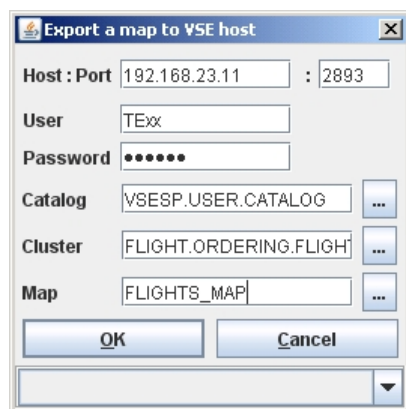 Export a map to VSE host
Host : Port 192.168.23.11 : 2893
User TExx
Password ●●●●●●
Catalog VSESP.USER.CATALOG ...
Cluster FLIGHT.ORDERING.FLIGHT ...
Map FLIGHTS_MAP ...
OK Cancel